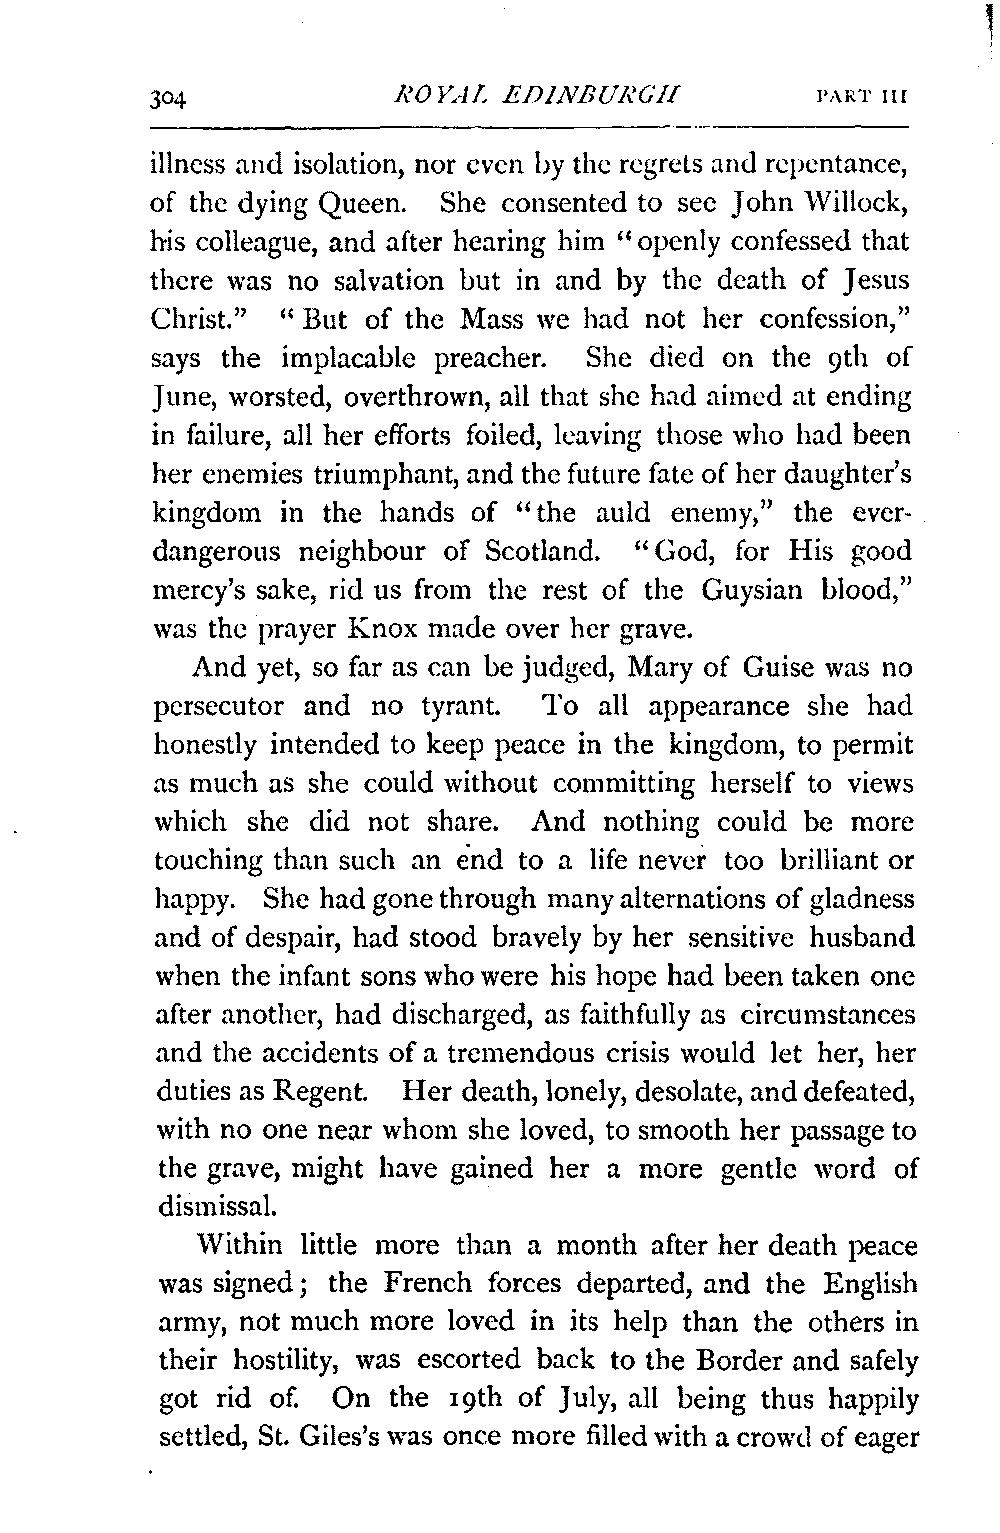 304 ROYAL EDINBURGH PART III
illness and isolation, nor even by the regrets and repentance,
of the dying Queen. She consented to see John Willock,
his colleague, and after hearing him “openly confessed that
there was no salvation but in and by the death of Jesus
Christ.” “But of the Mass we had not her confession,”
says the implacable preacher. She died on the 9th of
June, worsted, overthrown, all that she had aimed at ending
in failure, all her efforts foiled, leaving those who had been
her enemies triumphant, and the future fate of her daughter’s
kingdom in the hands of “the auld enemy,” the ever-
dangerous neighbour of Scotland. “God, for His good
mercy’s sake, rid us from the rest of the Guysian blood,”
was the prayer Knox made over her grave.
And yet, so far as can be judged, Mary of Guise was no
persecutor and no tyrant. To all appearance she had
honestly intended to keep peace in the kingdom, to permit
as much as she could without committing herself to views
which she did not share. And nothing could be more
touching than such an end to a life never too brilliant or
happy. She had gone through many alternations of gladness
and of despair, had stood bravely by her sensitive husband
when the infant sons who were his hope had been taken one
after another, had discharged, as faithfully as circumstances
and the accidents of a tremendous crisis would let her, her
duties as Regent. Her death, lonely, desolate, and defeated,
with no one near whom she loved, to smooth her passage to
the grave, might have gained her a more gentle word of
dismissal.
Within little more than a month after her death peace
was signed; the French forces departed, and the English
army, not much more loved in its help than the others in
their hostility, was escorted back to the Border and safely
got rid of. On the 19th of July, all being thus happily
settled, St. Giles’s was once more filled with a crowd of eager